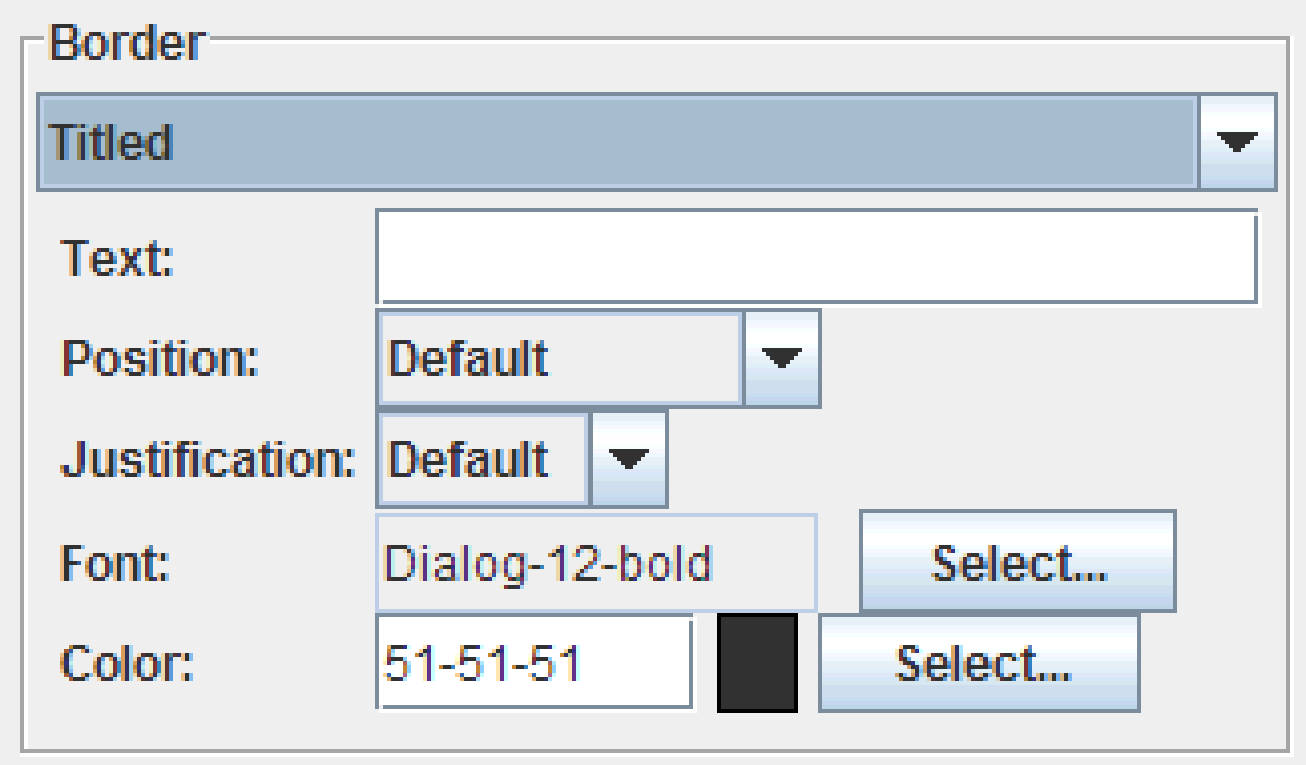 Border
Titled
Text:
Position: Default
Justification: Default
Font: Dialog-12-bold Select...
Color: 51-51-51 Select...